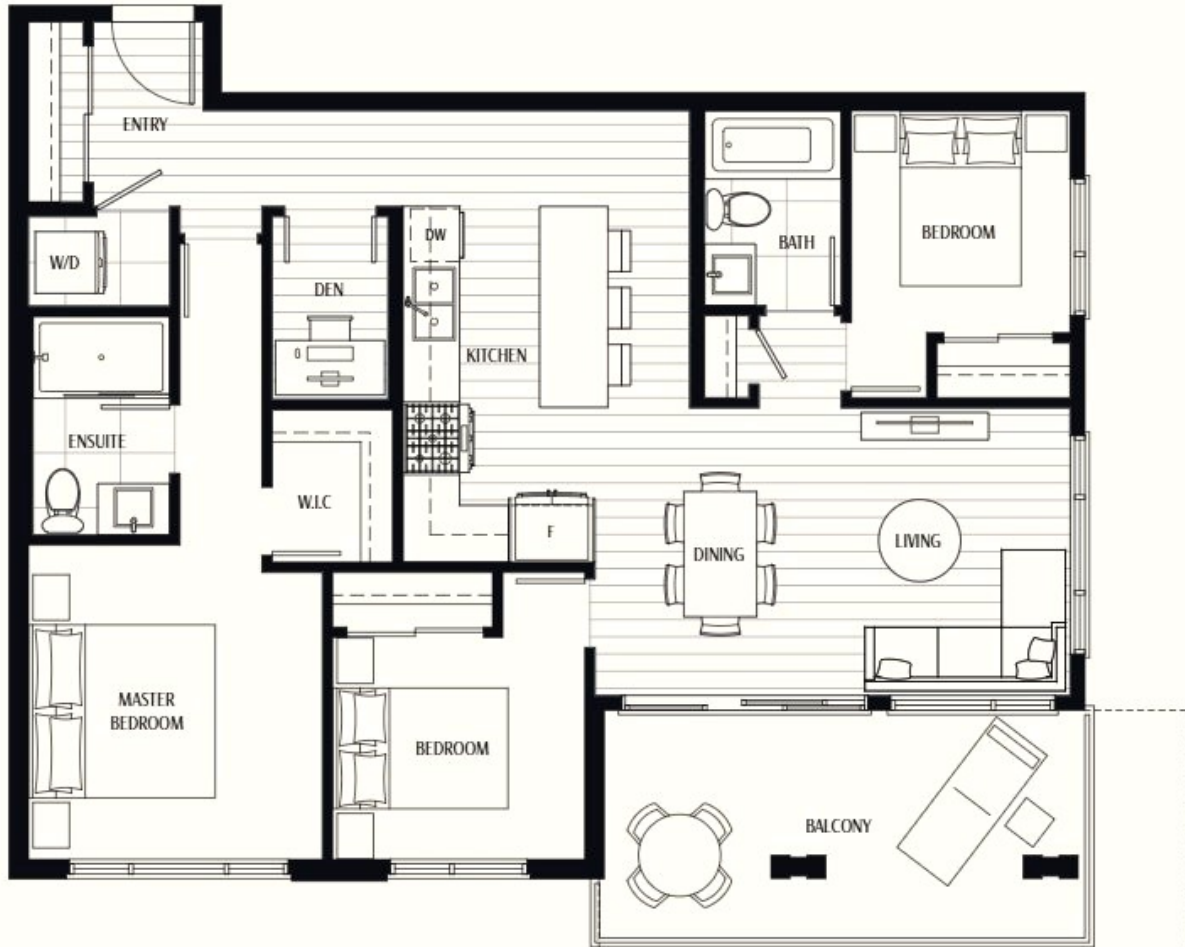 ENTRY
W/D
DEN
DW
BATH
BEDROOM
KITCHEN
ENSUITE
W.I.C
F
DINING
LIVING
MASTER
BEDROOM
BEDROOM
BALCONY